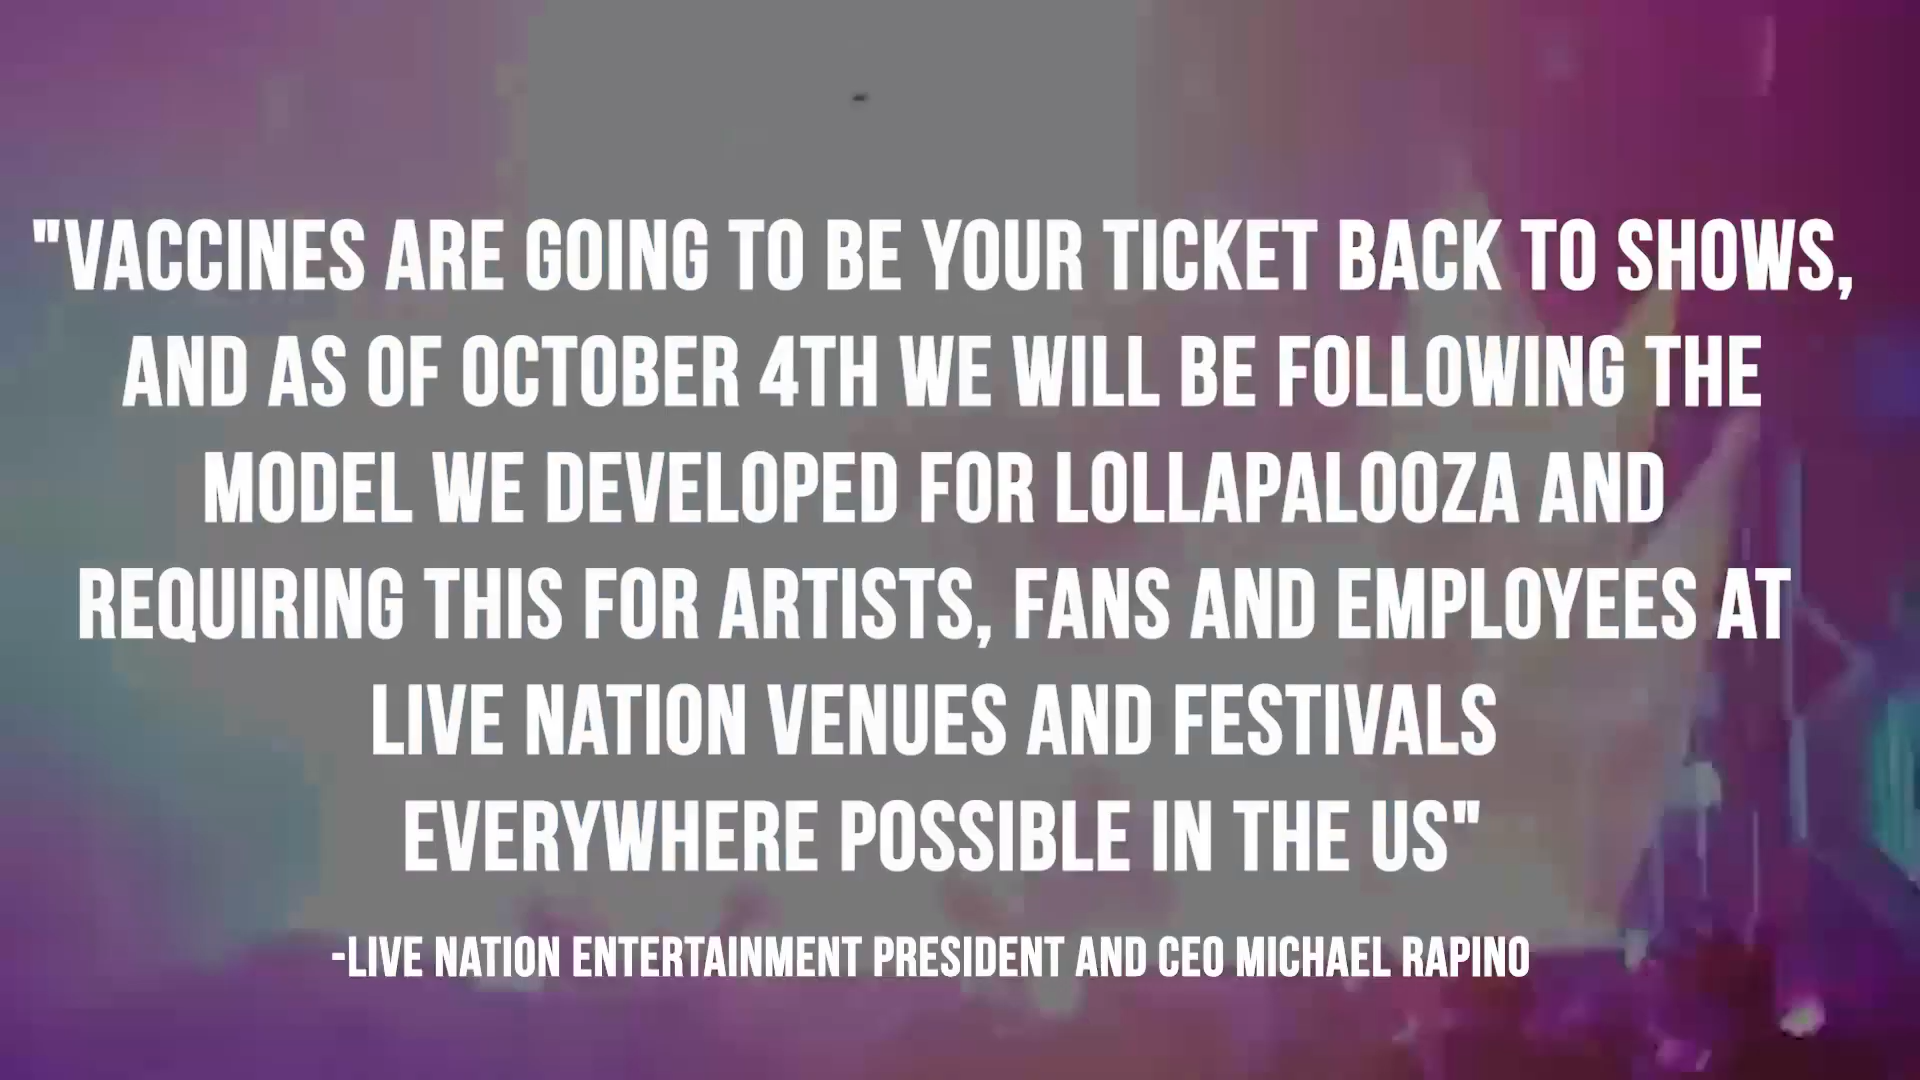 "VACCINES ARE GOING TO BE YOUR TICKET BACK TO SHOWS,
AND AS OF OCTOBER 4TH WE WILL BE FOLLOWING THE
MODEL WE DEVELOPED FOR LOLLAPALOOZA AND
REQUIRING THIS FOR ARTISTS, FANS AND EMPLOYEES AT
LIVE NATION VENUES AND FESTIVALS
EVERYWHERE POSSIBLE IN THE US"
-LIVE NATION ENTERTAINMENT PRESIDENT AND CEO MICHAEL RAPINO